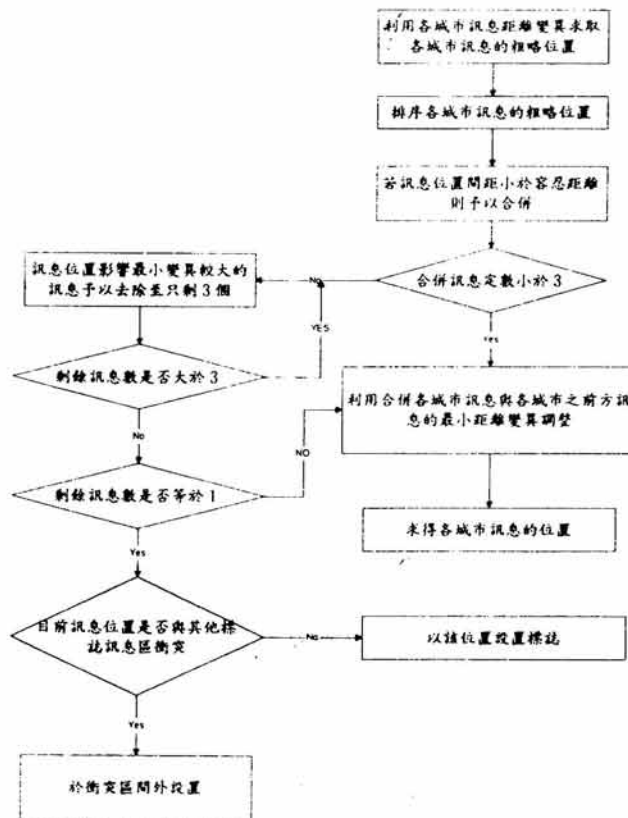 利用各城市訊息距離變異求取
各城市訊息的粗略位置
排序各城市訊息的粗略位置
若訊息位置間距小於容忍距離
則予以合併
合併訊息定數小於3
No
Yes
訊息位置影響最小變異較大的
訊息予以去除至只剩3個
YES
剩餘訊息數是否大於3
No
利用合併各城市訊息與各城市之前方訊
息的最小距離變異調整
NO
剩餘訊息數是否等於1
求得各城市訊息的位置
Yes
目前訊息位置是否與其他標
誌訊息區衝突
No
以該位置設置標誌
Yes
於衝突區間外設置